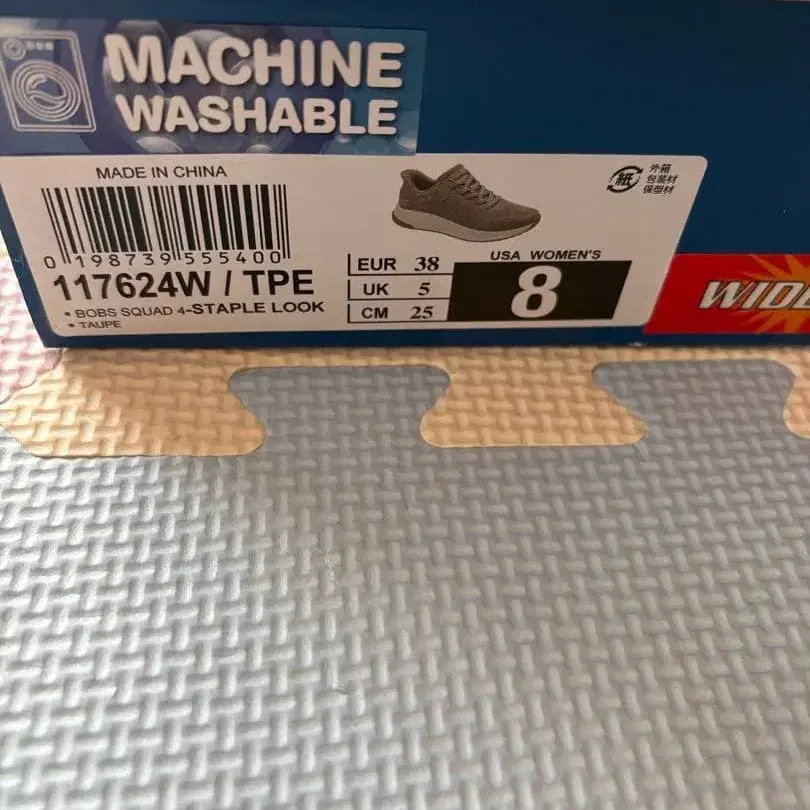 MACHINE
WASHABLE
MADE IN CHINA
0 198739 555400
117624W / TPE
• BOBS SQUAD 4-STAPLE LOOK
• TAUPE
EUR 38
UK 5
CM 25
USA WOMEN'S
8
紙
外箱
包装材
保型材